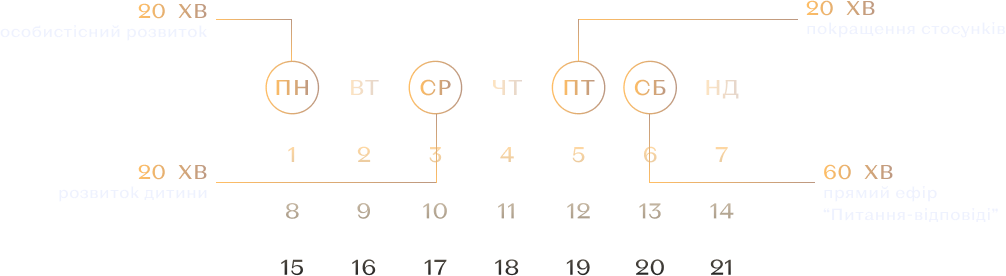 20 ХВ
особистісний розвиток
20 ХВ
покращення стосунків
ПН ВТ СР ЧТ ПТ СБ НД
1 2 3 4 5 6 7
20 ХВ
розвиток дитини
60 ХВ
прямий ефір
“Питання-відповіді”
8 9 10 11 12 13 14
15 16 17 18 19 20 21